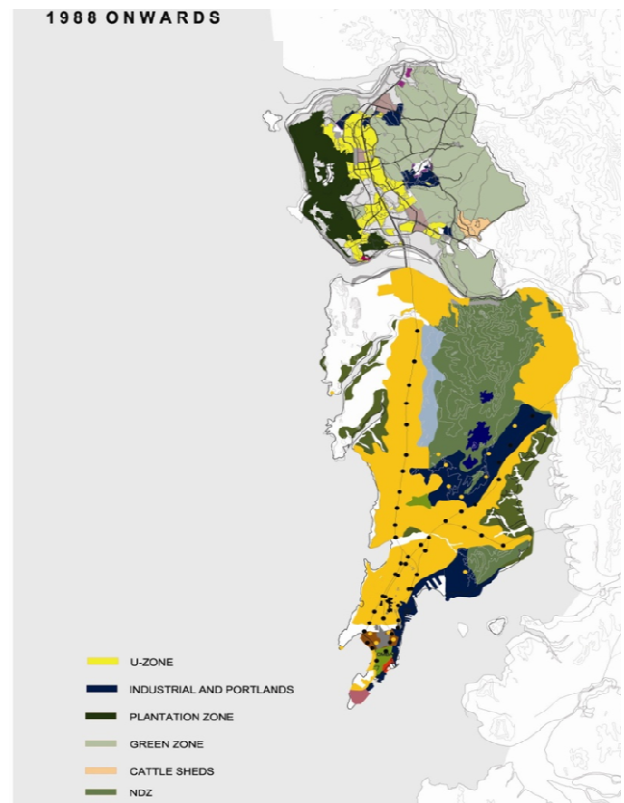 1988 ONWARDS
U-ZONE
INDUSTRIAL AND PORTLANDS
PLANTATION ZONE
GREEN ZONE
CATTLE SHEDS
NDZ